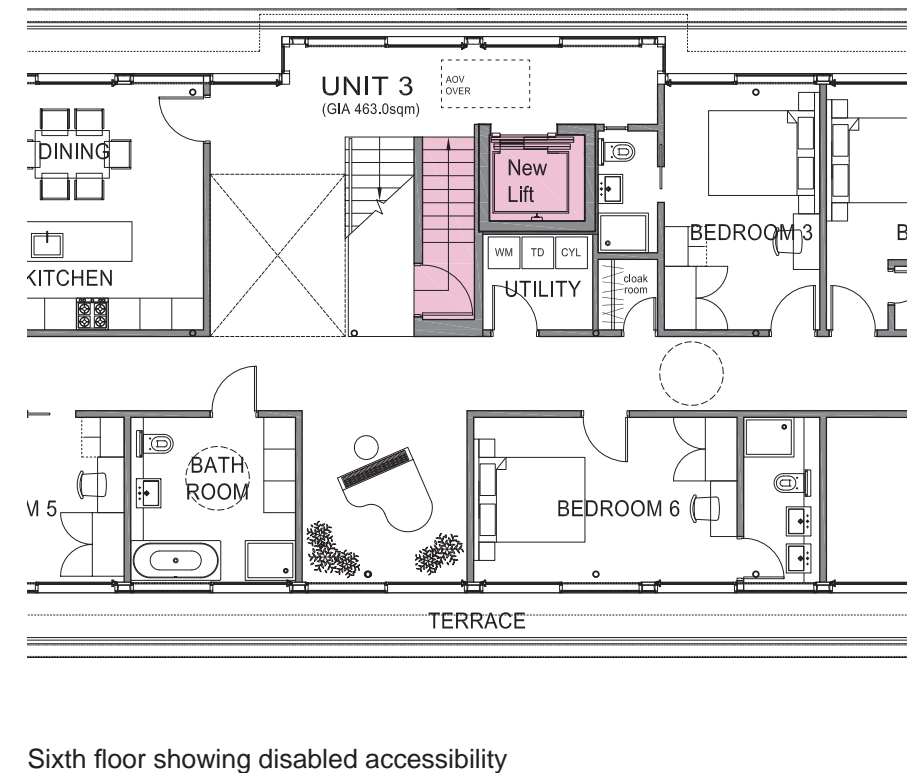 UNIT 3
(GIA 463.0sqm)
AOV
OVER
DINING
New
Lift
BEDROOM 3
B
KITCHEN
WM TD CYL
UTILITY
cloak
room
BATH
ROOM
M 5
BEDROOM 6
TERRACE
Sixth floor showing disabled accessibility